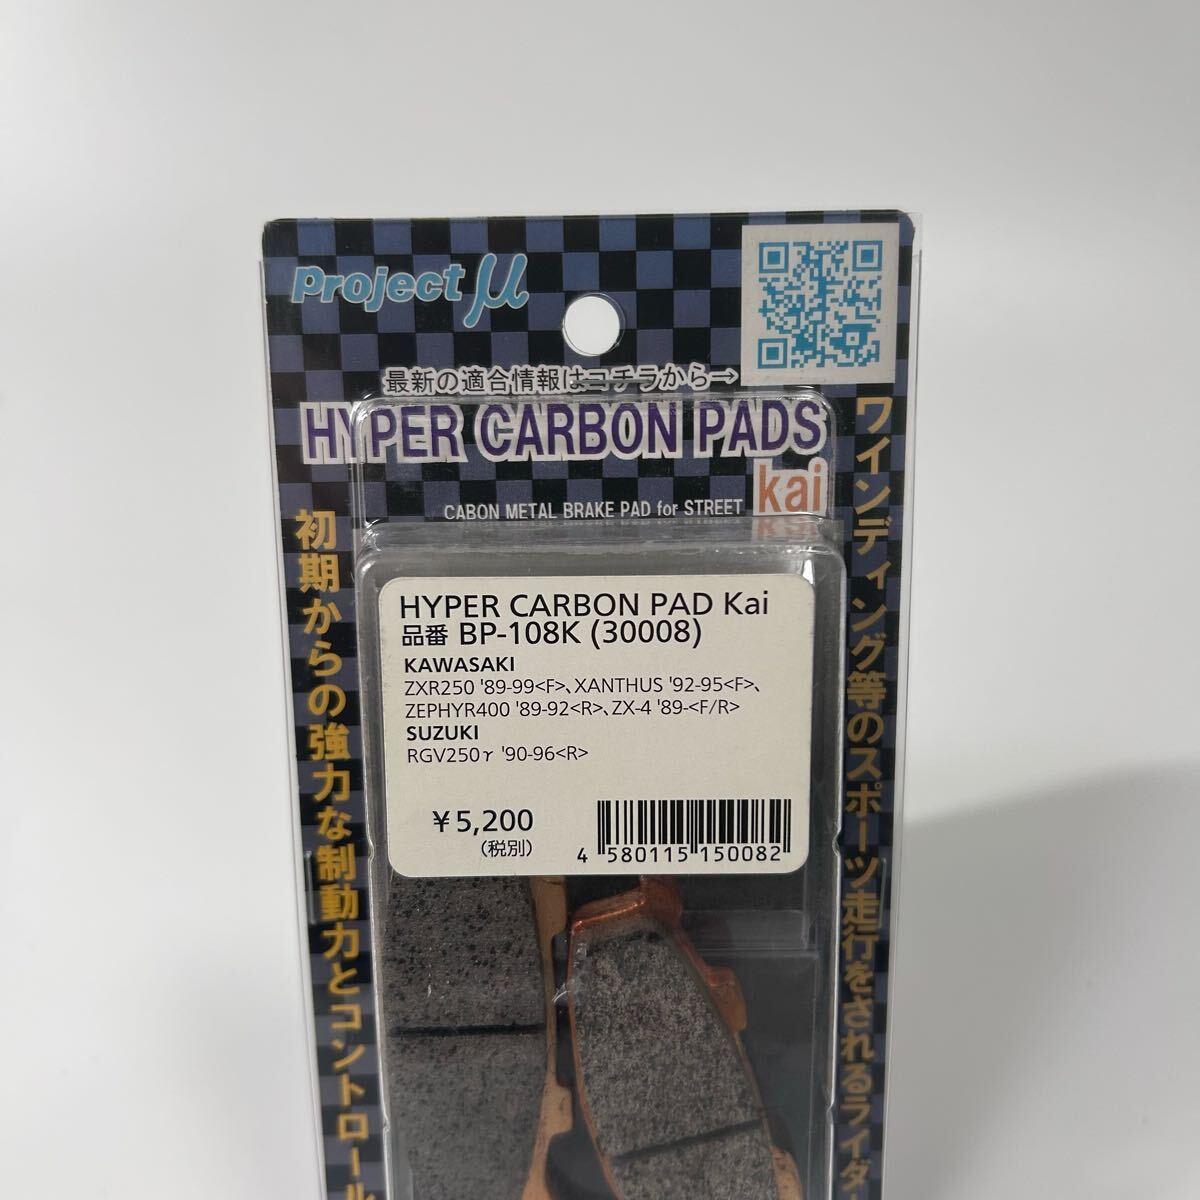 Project μ
最新の適合情報はコチラから→
HYPER CARBON PADS
kai
CABON METAL BRAKE PAD for STREET
ワインディング等のスポーツ走行をされるライダー
初期からの強力な制動力とコントロール
HYPER CARBON PAD Kai
品番 BP-108K (30008)
KAWASAKI
ZXR250 '89-99<F>、XANTHUS '92-95<F>、
ZEPHYR400 '89-92<R>、ZX-4 '89-<F/R>
SUZUKI
RGV250γ '90-96<R>
¥5,200
(税別)
4 580115 150082